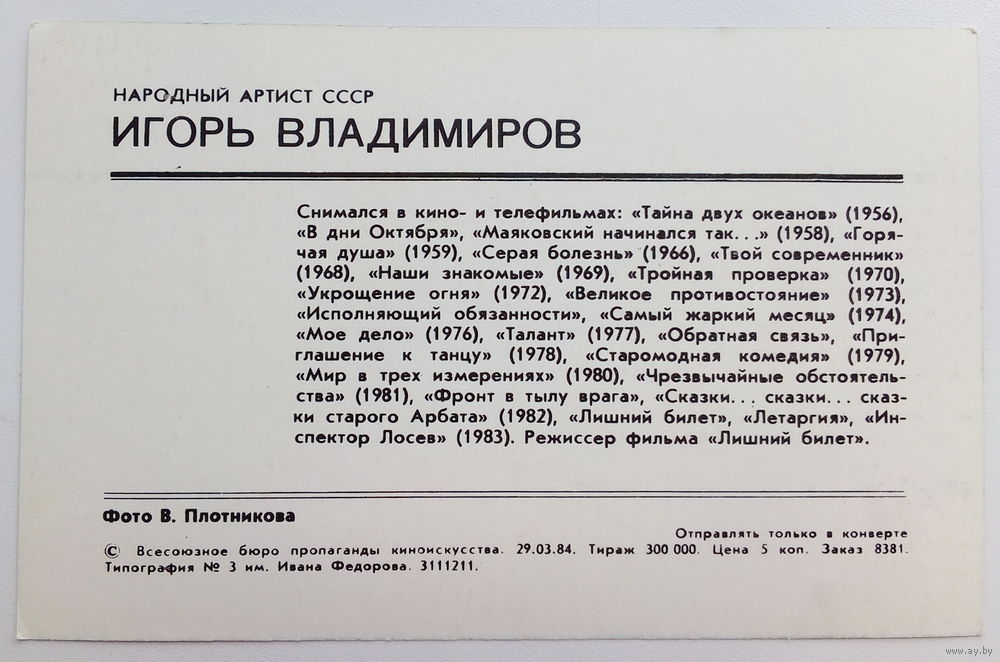 НАРОДНЫЙ АРТИСТ СССР
ИГОРЬ ВЛАДИМИРОВ
Снимался в кино- и телефильмах: «Тайна двух океанов» (1956),
«В дни Октября», «Маяковский начинался так...» (1958), «Горя-
чая душа» (1959), «Серая болезнь» (1966), «Твой современник»
(1968), «Наши знакомые» (1969), «Тройная проверка» (1970),
«Укрощение огня» (1972), «Великое противостояние» (1973),
«Исполняющий обязанности», «Самый жаркий месяц» (1974),
«Мое дело» (1976), «Талант» (1977), «Обратная связь», «При-
глашение к танцу» (1978), «Старомодная комедия» (1979),
«Мир в трех измерениях» (1980), «Чрезвычайные обстоятель-
ства» (1981), «Фронт в тылу врага», «Сказки... сказки... сказ-
ки старого Арбата» (1982), «Лишний билет», «Летаргия», «Ин-
спектор Лосев» (1983). Режиссер фильма «Лишний билет».
Фото В. Плотникова
Отправлять только в конверте
© Всесоюзное бюро пропаганды киноискусства. 29.03.84. Тираж 300 000. Цена 5 коп. Заказ 8381.
Типография № 3 им. Ивана Федорова. 3111211.
www.ay.by